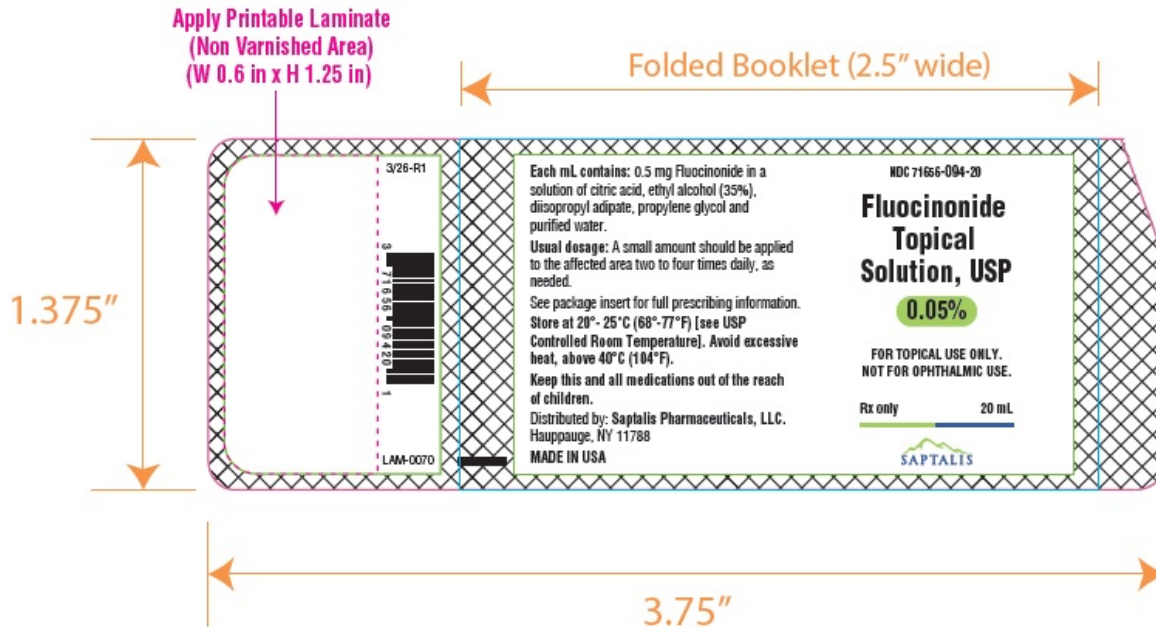 Apply Printable Laminate
(Non Varnished Area)
(W 0.6 in x H 1.25 in)
Folded Booklet (2.5” wide)
1.375”
3/26-R1
3 71656 09420 1
LAM-0070
Each mL contains: 0.5 mg Fluocinonide in a
solution of citric acid, ethyl alcohol (35%),
diisopropyl adipate, propylene glycol and
purified water.
Usual dosage: A small amount should be applied
to the affected area two to four times daily, as
needed.
See package insert for full prescribing information.
Store at 20°- 25°C (68°-77°F) [see USP
Controlled Room Temperature]. Avoid excessive
heat, above 40°C (104°F).
Keep this and all medications out of the reach
of children.
Distributed by: Saptalis Pharmaceuticals, LLC.
Hauppauge, NY 11788
MADE IN USA
NDC 71656-094-20
Fluocinonide
Topical
Solution, USP
0.05%
FOR TOPICAL USE ONLY.
NOT FOR OPHTHALMIC USE.
Rx only 20 mL
SAPTALIS
3.75”